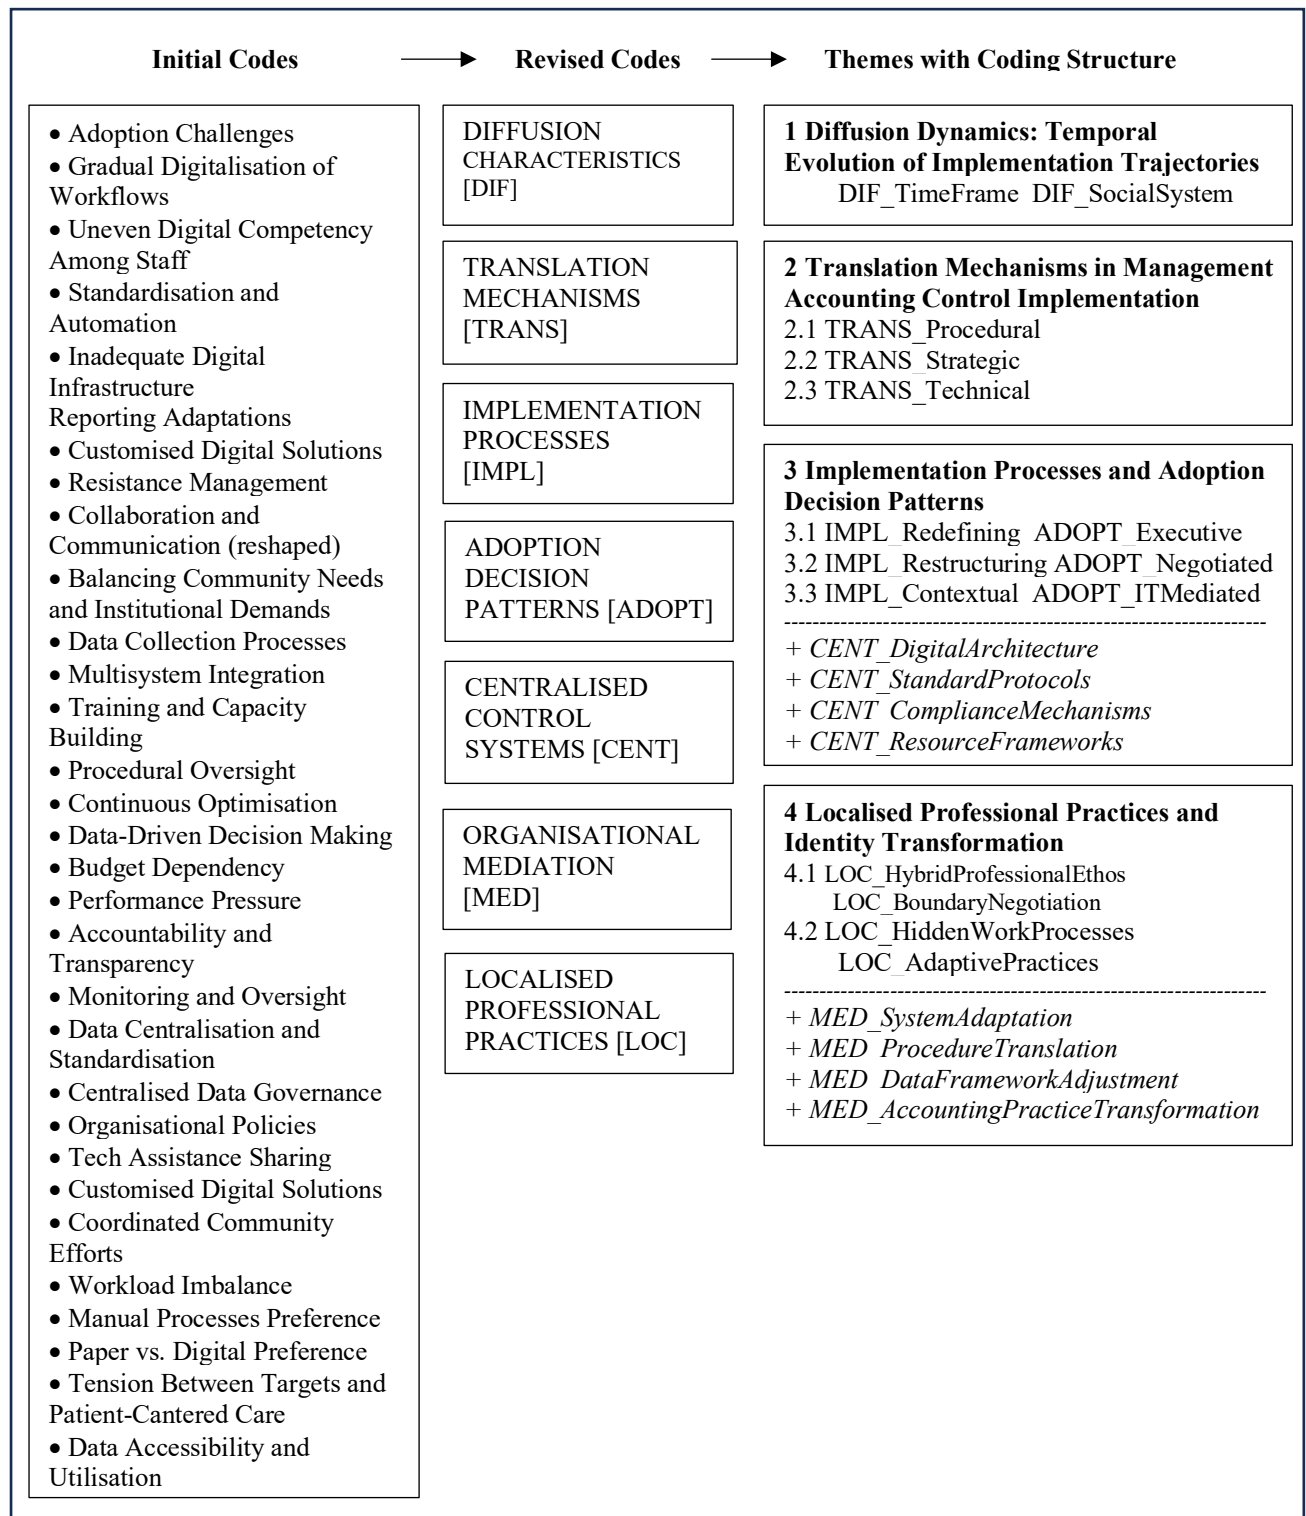 Initial Codes → Revised Codes → Themes with Coding Structure
• Adoption Challenges
• Gradual Digitalisation of
Workflows
• Uneven Digital Competency
Among Staff
• Standardisation and
Automation
• Inadequate Digital
Infrastructure
Reporting Adaptations
• Customised Digital Solutions
• Resistance Management
• Collaboration and
Communication (reshaped)
• Balancing Community Needs
and Institutional Demands
• Data Collection Processes
• Multisystem Integration
• Training and Capacity
Building
• Procedural Oversight
• Continuous Optimisation
• Data-Driven Decision Making
• Budget Dependency
• Performance Pressure
• Accountability and
Transparency
• Monitoring and Oversight
• Data Centralisation and
Standardisation
• Centralised Data Governance
• Organisational Policies
• Tech Assistance Sharing
• Customised Digital Solutions
• Coordinated Community
Efforts
• Workload Imbalance
• Manual Processes Preference
• Paper vs. Digital Preference
• Tension Between Targets and
Patient-Cantered Care
• Data Accessibility and
Utilisation
DIFFUSION
CHARACTERISTICS
[DIF]
TRANSLATION
MECHANISMS
[TRANS]
IMPLEMENTATION
PROCESSES
[IMPL]
ADOPTION
DECISION
PATTERNS [ADOPT]
CENTRALISED
CONTROL
SYSTEMS [CENT]
ORGANISATIONAL
MEDIATION
[MED]
LOCALISED
PROFESSIONAL
PRACTICES [LOC]
1 Diffusion Dynamics: Temporal
Evolution of Implementation Trajectories
DIF_TimeFrame DIF_SocialSystem
2 Translation Mechanisms in Management
Accounting Control Implementation
2.1 TRANS_Procedural
2.2 TRANS_Strategic
2.3 TRANS_Technical
3 Implementation Processes and Adoption
Decision Patterns
3.1 IMPL_Redefining ADOPT_Executive
3.2 IMPL_Restructuring ADOPT_Negotiated
3.3 IMPL_Contextual ADOPT_ITMediated
+ CENT_DigitalArchitecture
+ CENT_StandardProtocols
+ CENT_ComplianceMechanisms
+ CENT_ResourceFrameworks
4 Localised Professional Practices and
Identity Transformation
4.1 LOC_HybridProfessionalEthos
LOC_BoundaryNegotiation
4.2 LOC_HiddenWorkProcesses
LOC_AdaptivePractices
+ MED_SystemAdaptation
+ MED_ProcedureTranslation
+ MED_DataFrameworkAdjustment
+ MED_AccountingPracticeTransformation